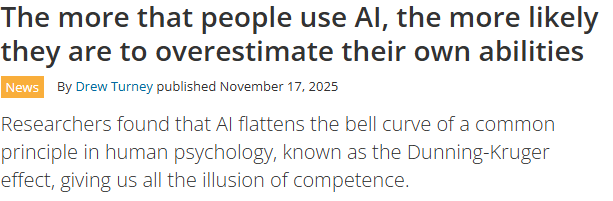 The more that people use AI, the more likely
they are to overestimate their own abilities
News By Drew Turney published November 17, 2025
Researchers found that AI flattens the bell curve of a common
principle in human psychology, known as the Dunning-Kruger
effect, giving us all the illusion of competence.